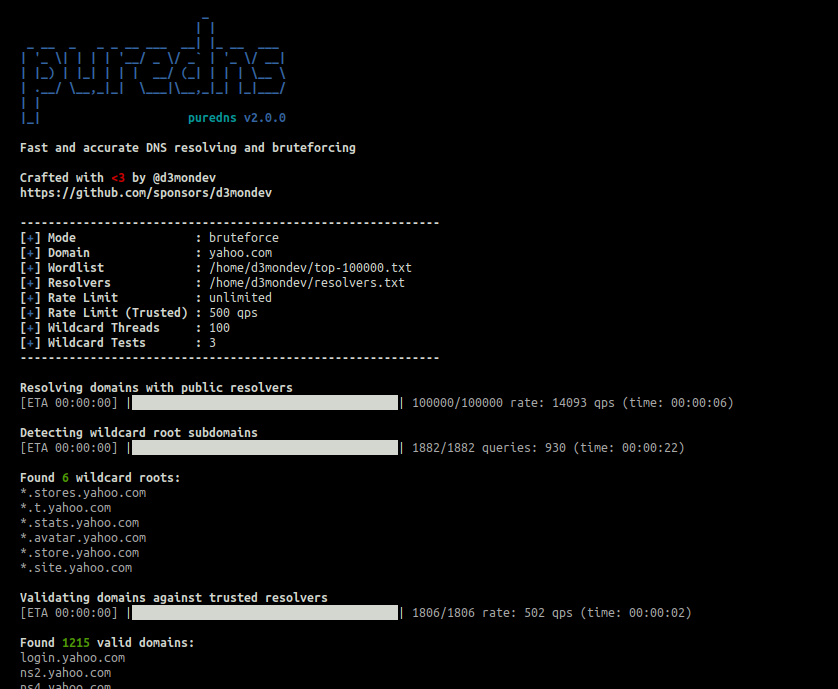 puredns
puredns v2.0.0
Fast and accurate DNS resolving and bruteforcing
Crafted with <3 by @d3mondev
https://github.com/sponsors/d3mondev
------------------------------------------------------------
[+] Mode : bruteforce
[+] Domain : yahoo.com
[+] Wordlist : /home/d3mondev/top-100000.txt
[+] Resolvers : /home/d3mondev/resolvers.txt
[+] Rate Limit : unlimited
[+] Rate Limit (Trusted) : 500 qps
[+] Wildcard Threads : 100
[+] Wildcard Tests : 3
------------------------------------------------------------
Resolving domains with public resolvers
[ETA 00:00:00] | | 100000/100000 rate: 14093 qps (time: 00:00:06)
Detecting wildcard root subdomains
[ETA 00:00:00] | | 1882/1882 queries: 930 (time: 00:00:22)
Found 6 wildcard roots:
*.stores.yahoo.com
*.t.yahoo.com
*.stats.yahoo.com
*.avatar.yahoo.com
*.store.yahoo.com
*.site.yahoo.com
Validating domains against trusted resolvers
[ETA 00:00:00] | | 1806/1806 rate: 502 qps (time: 00:00:02)
Found 1215 valid domains:
login.yahoo.com
ns2.yahoo.com
ns4.yahoo.com